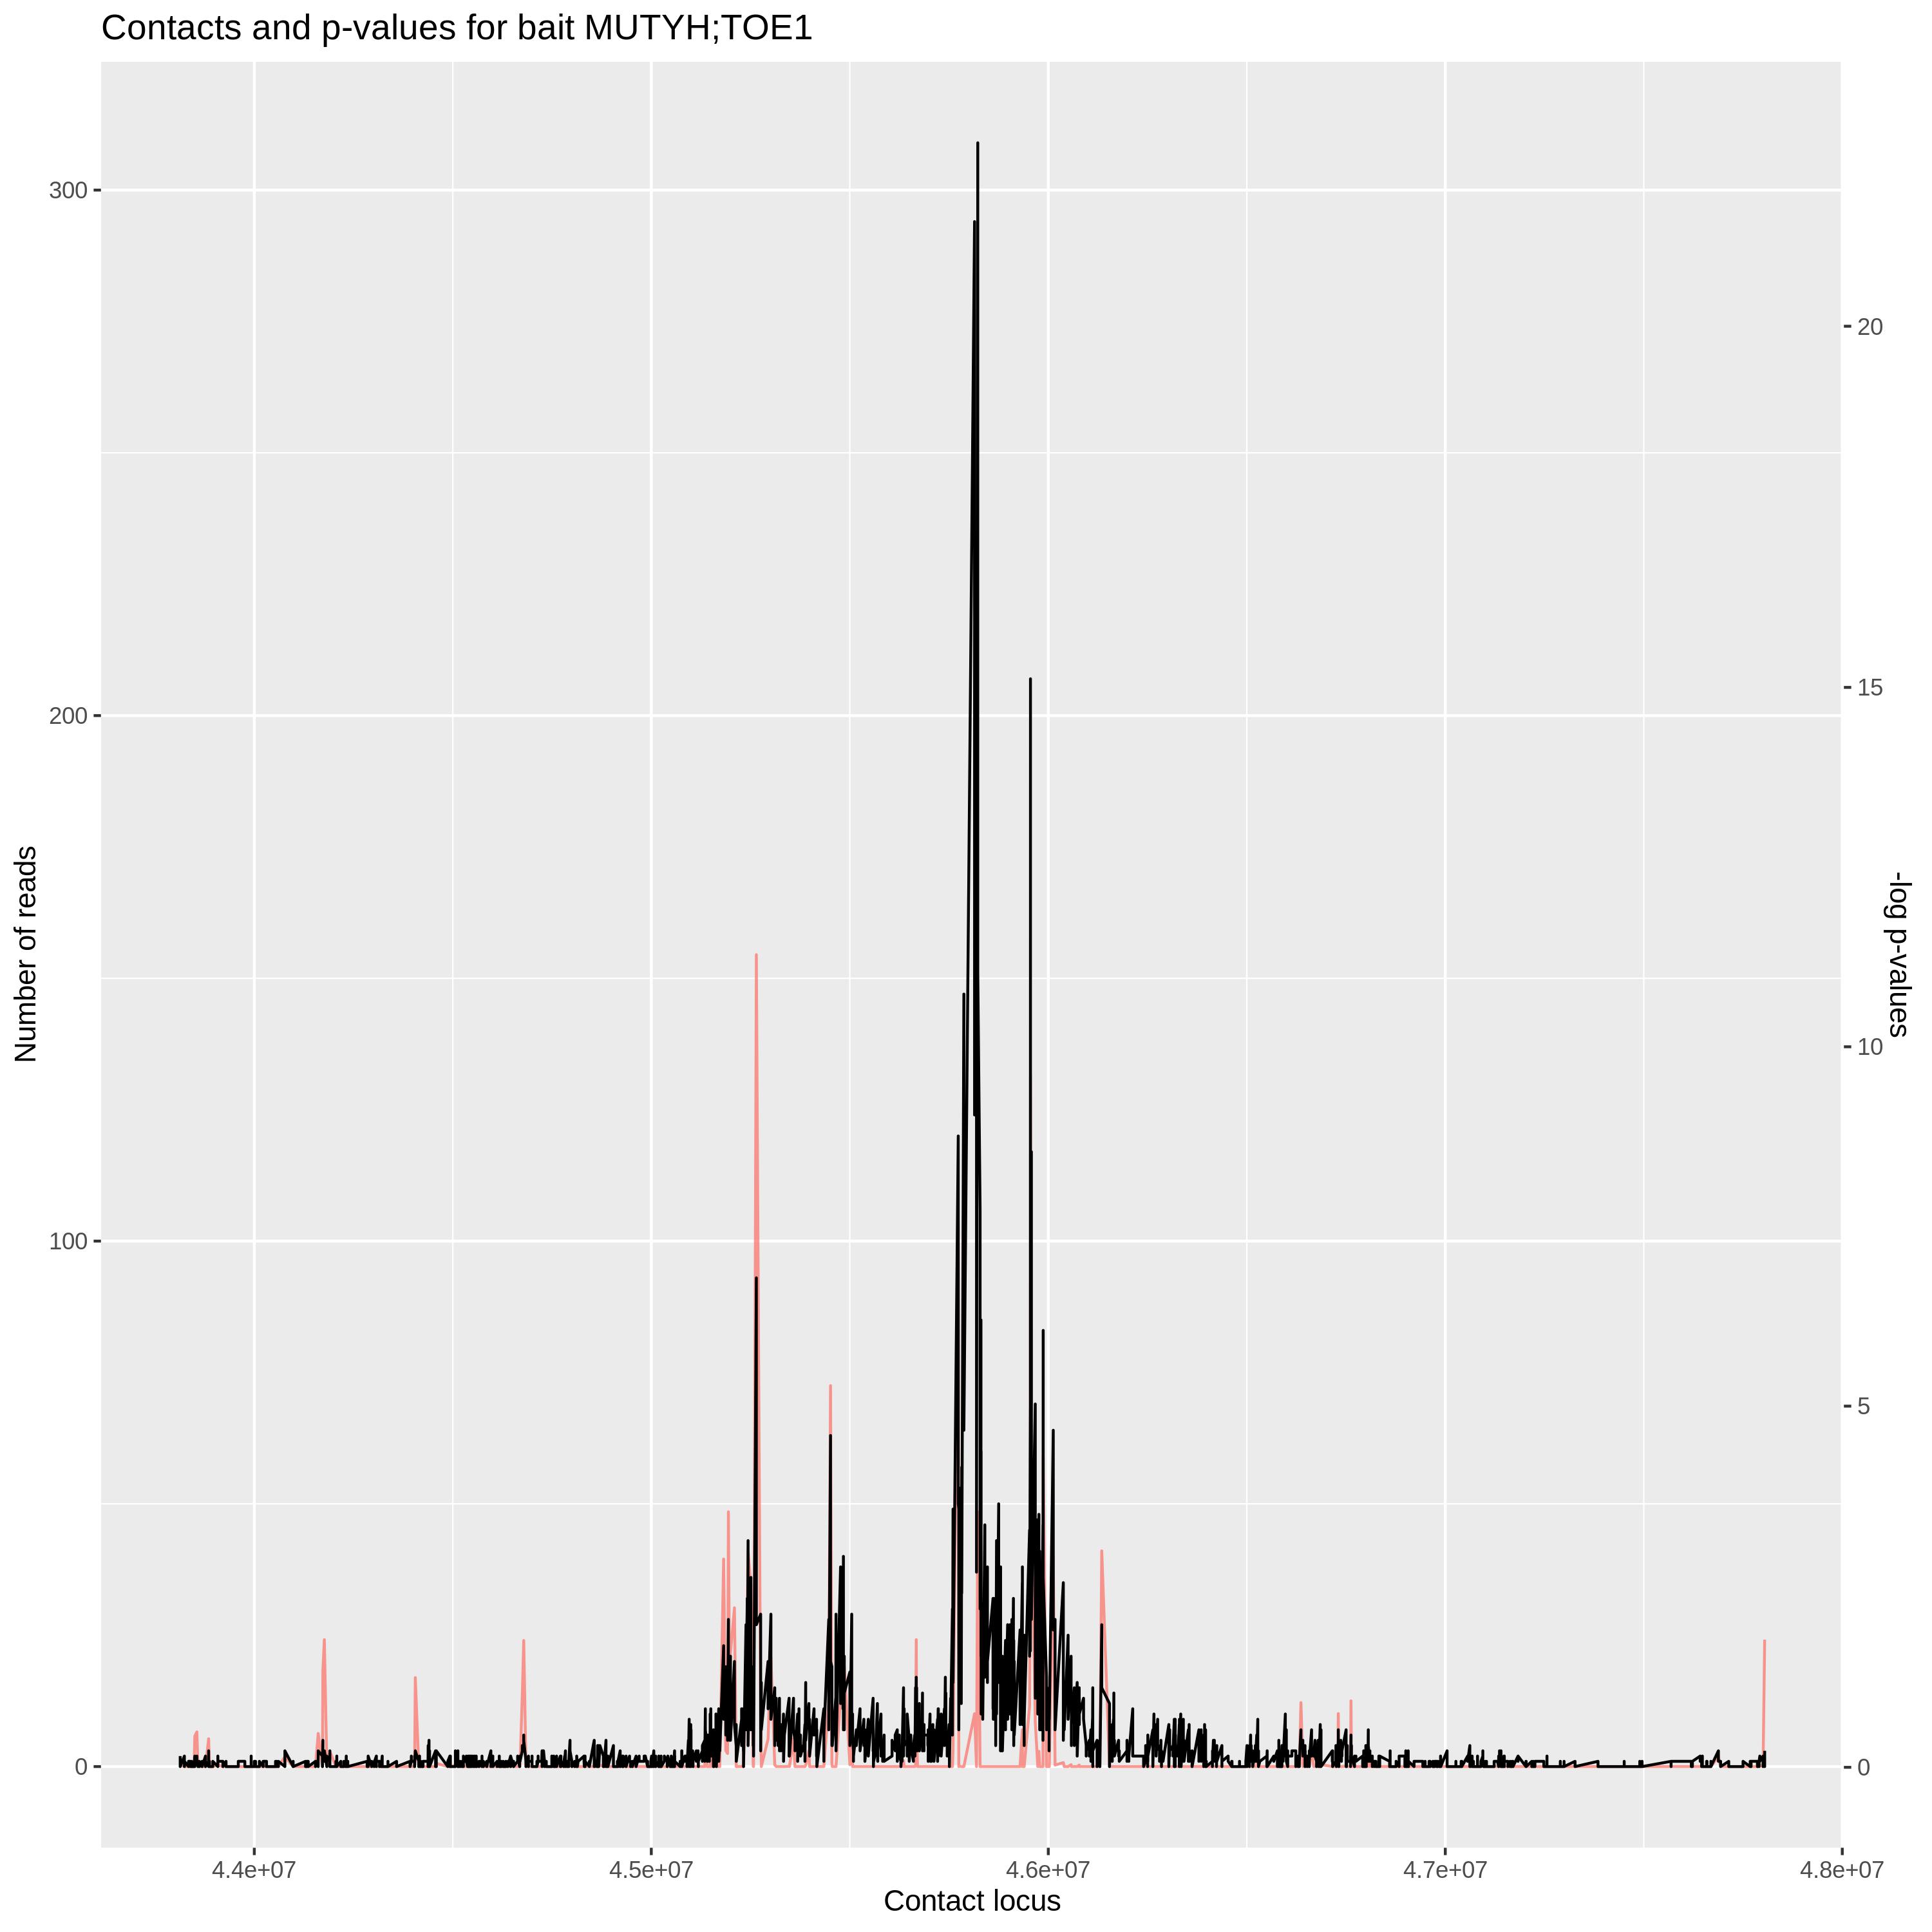 Contacts and p-values for bait MUTYH;TOE1
300
200
100
0
Number of reads
20
15
10
5
0
-log p-values
4.4e+07
4.5e+07
4.6e+07
4.7e+07
4.8e+07
Contact locus